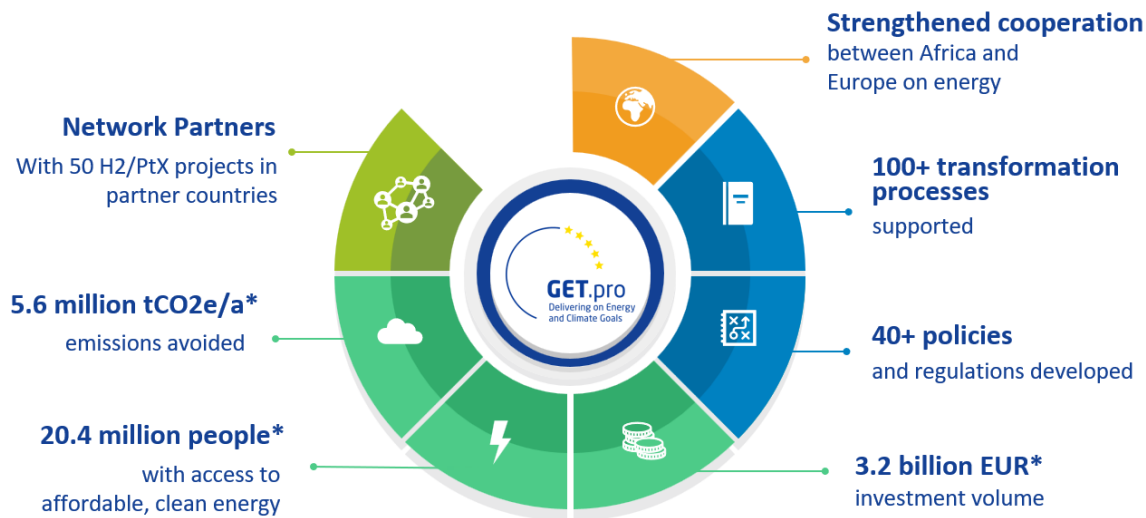 Strengthened cooperation
between Africa and
Europe on energy
100+ transformation
processes
supported
40+ policies
and regulations developed
3.2 billion EUR*
investment volume
20.4 million people*
with access to
affordable, clean energy
5.6 million tCO2e/a*
emissions avoided
Network Partners
With 50 H2/PtX projects in
partner countries
GET.pro
Delivering on Energy
and Climate Goals